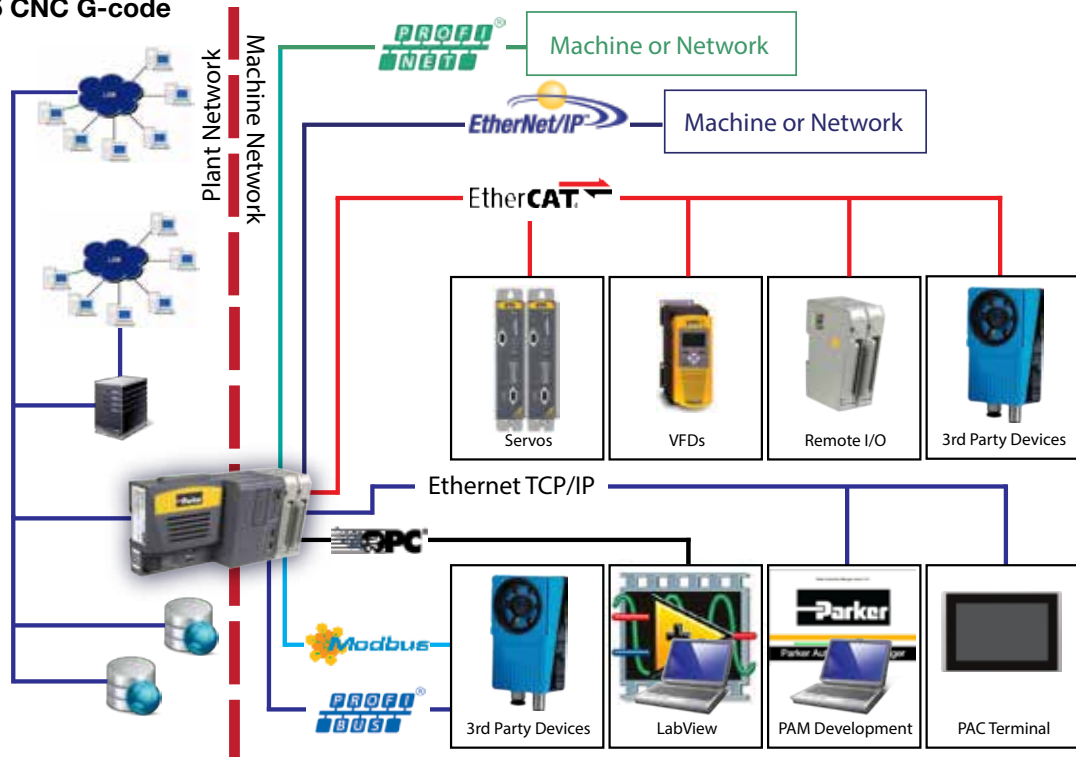 CNC G-code
Plant Network
Machine Network
PROFI
NET
®
Machine or Network
EtherNet/IP
Machine or Network
EtherCAT
Servos
VFDs
Remote I/O
3rd Party Devices
Parker
Ethernet TCP/IP
OPC
Modbus
PROFI
BUS
®
3rd Party Devices
LabView
Parker
PAM Development
PAC Terminal